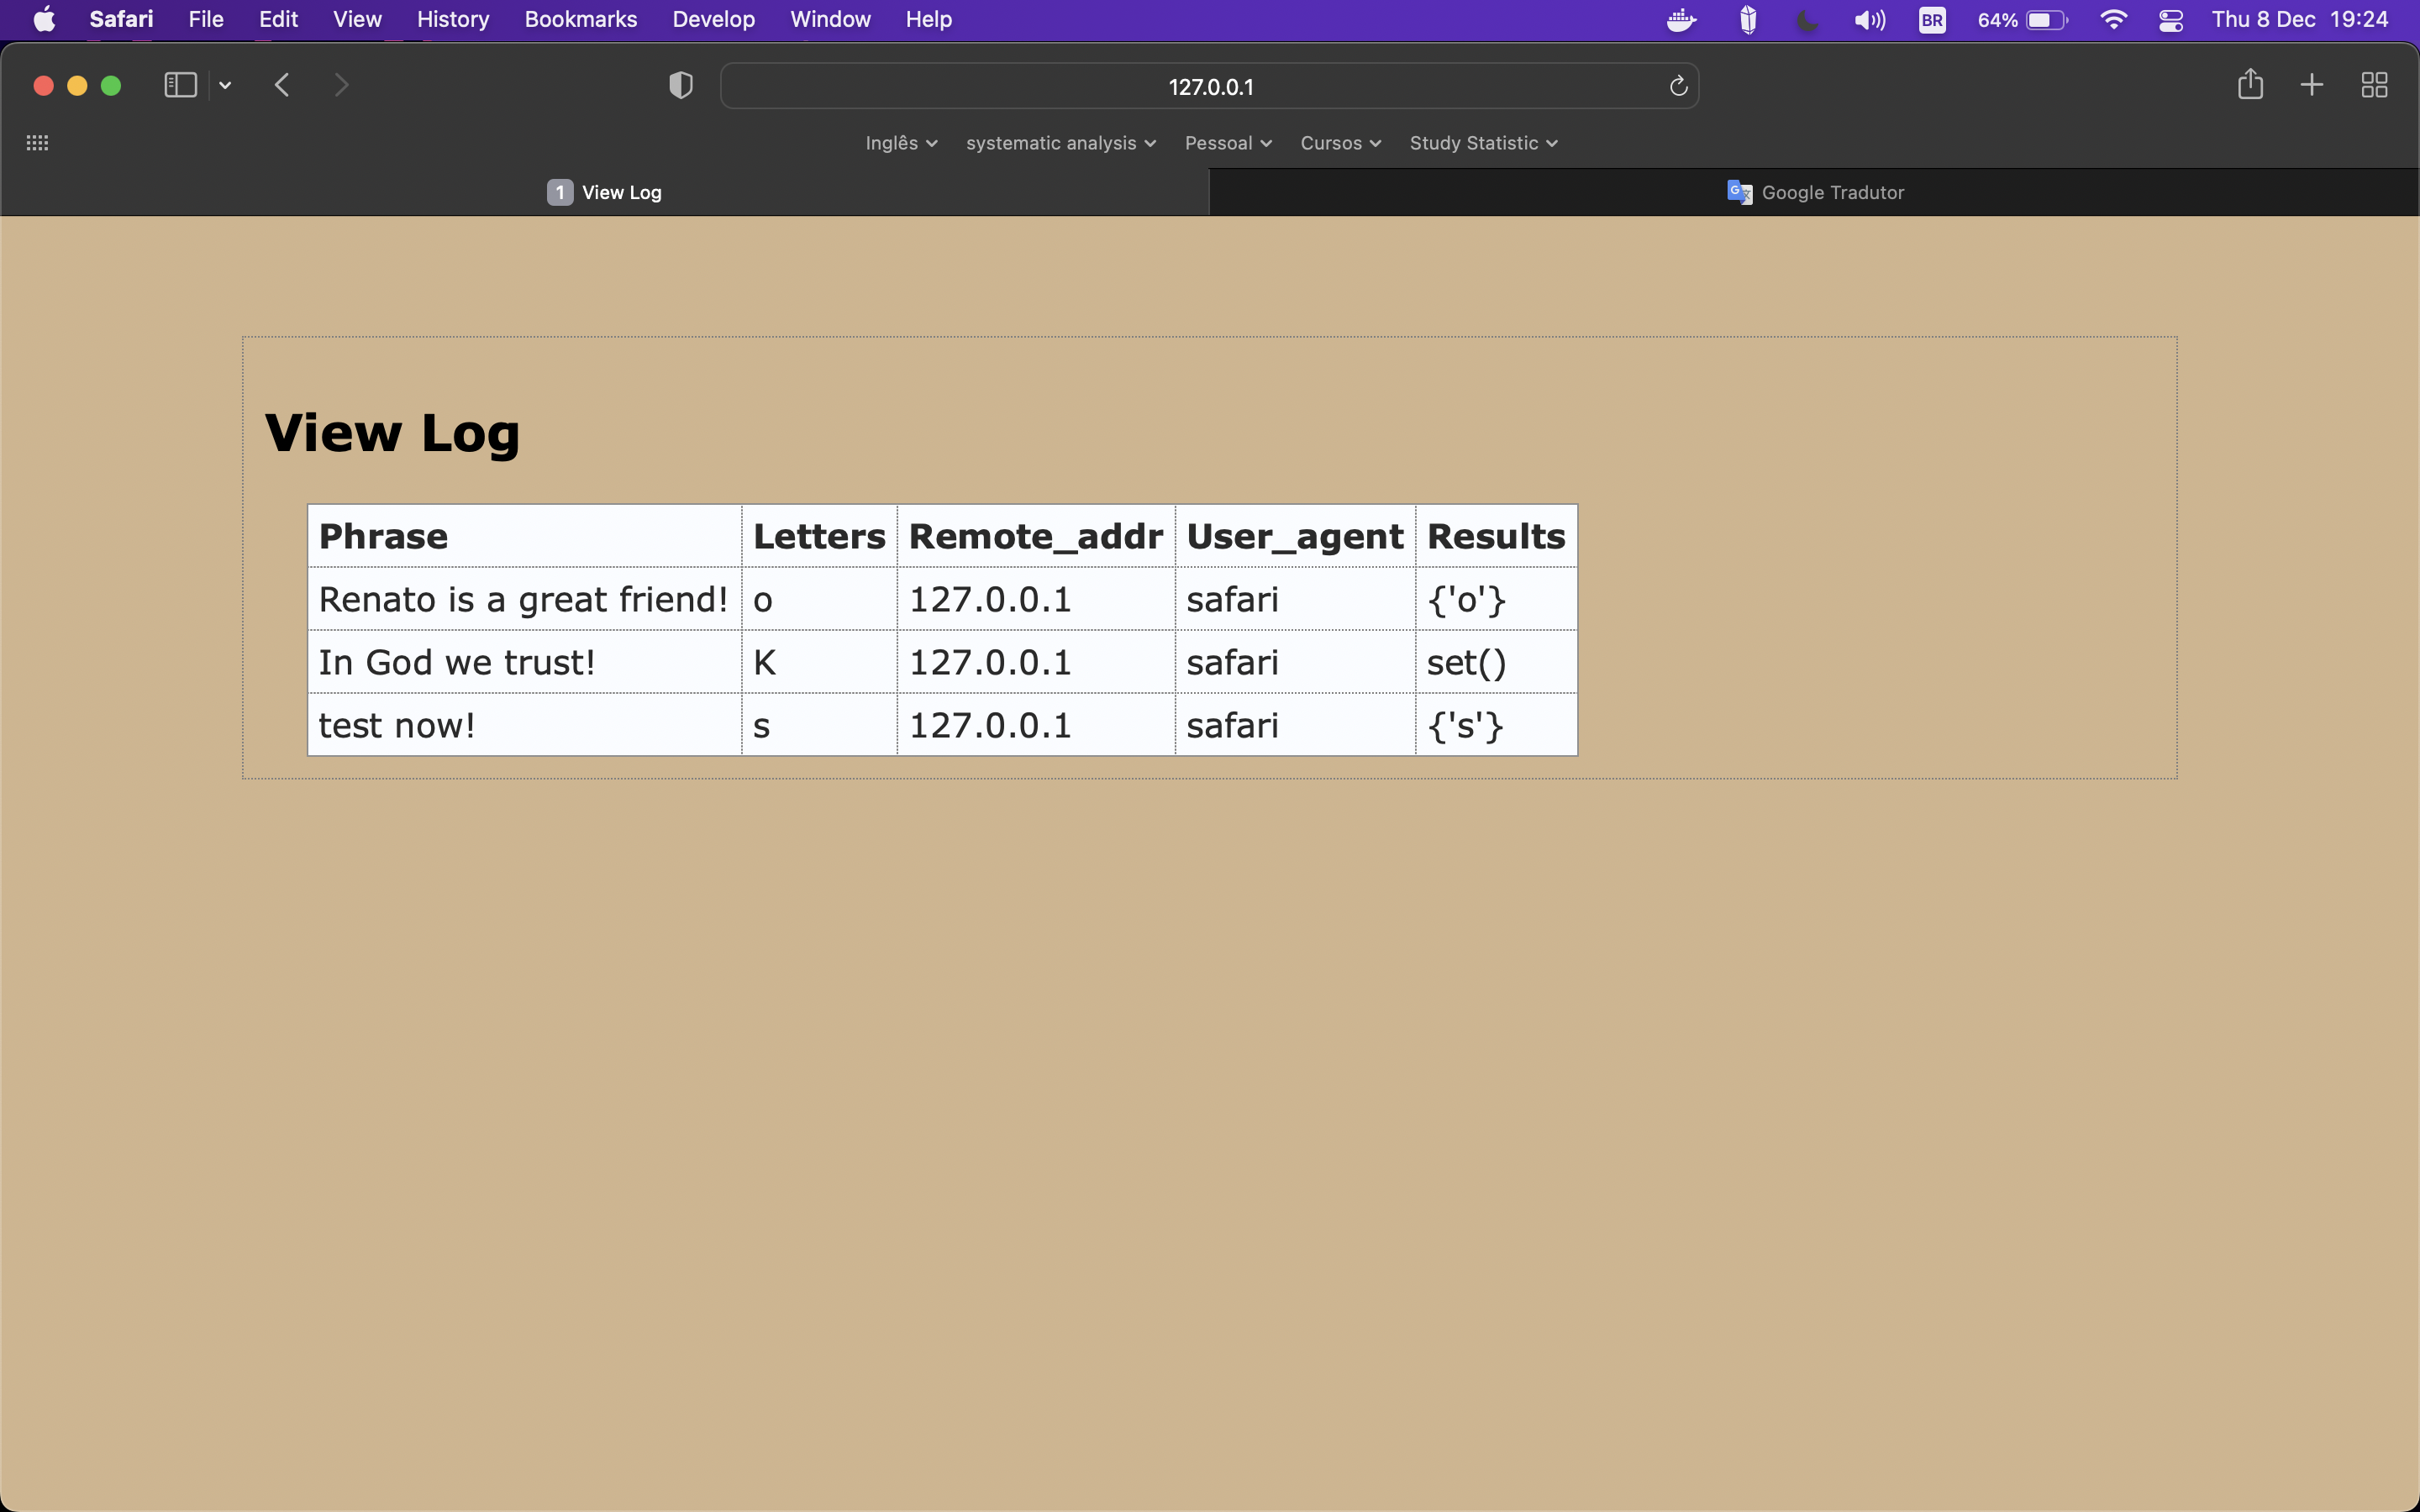 Safari File Edit View History Bookmarks Develop Window Help BR 64% Thu 8 Dec 19:24
127.0.0.1
Inglês systematic analysis Pessoal Cursos Study Statistic
1 View Log Google Tradutor
View Log
Phrase Letters Remote_addr User_agent Results
Renato is a great friend! o 127.0.0.1 safari {'o'}
In God we trust! K 127.0.0.1 safari set()
test now! s 127.0.0.1 safari {'s'}